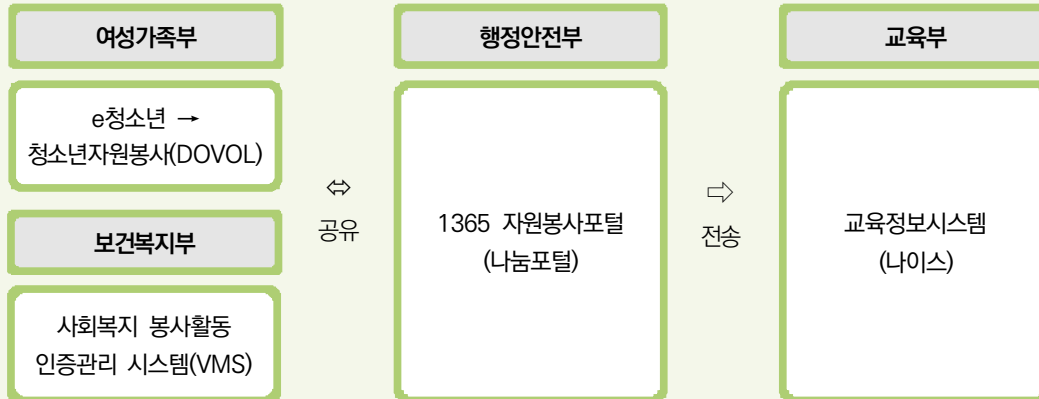 여성가족부
e청소년 →
청소년자원봉사(DOVOL)
보건복지부
사회복지 봉사활동
인증관리 시스템(VMS)
⇔
공유
행정안전부
1365 자원봉사포털
(나눔포털)
⇨
전송
교육부
교육정보시스템
(나이스)